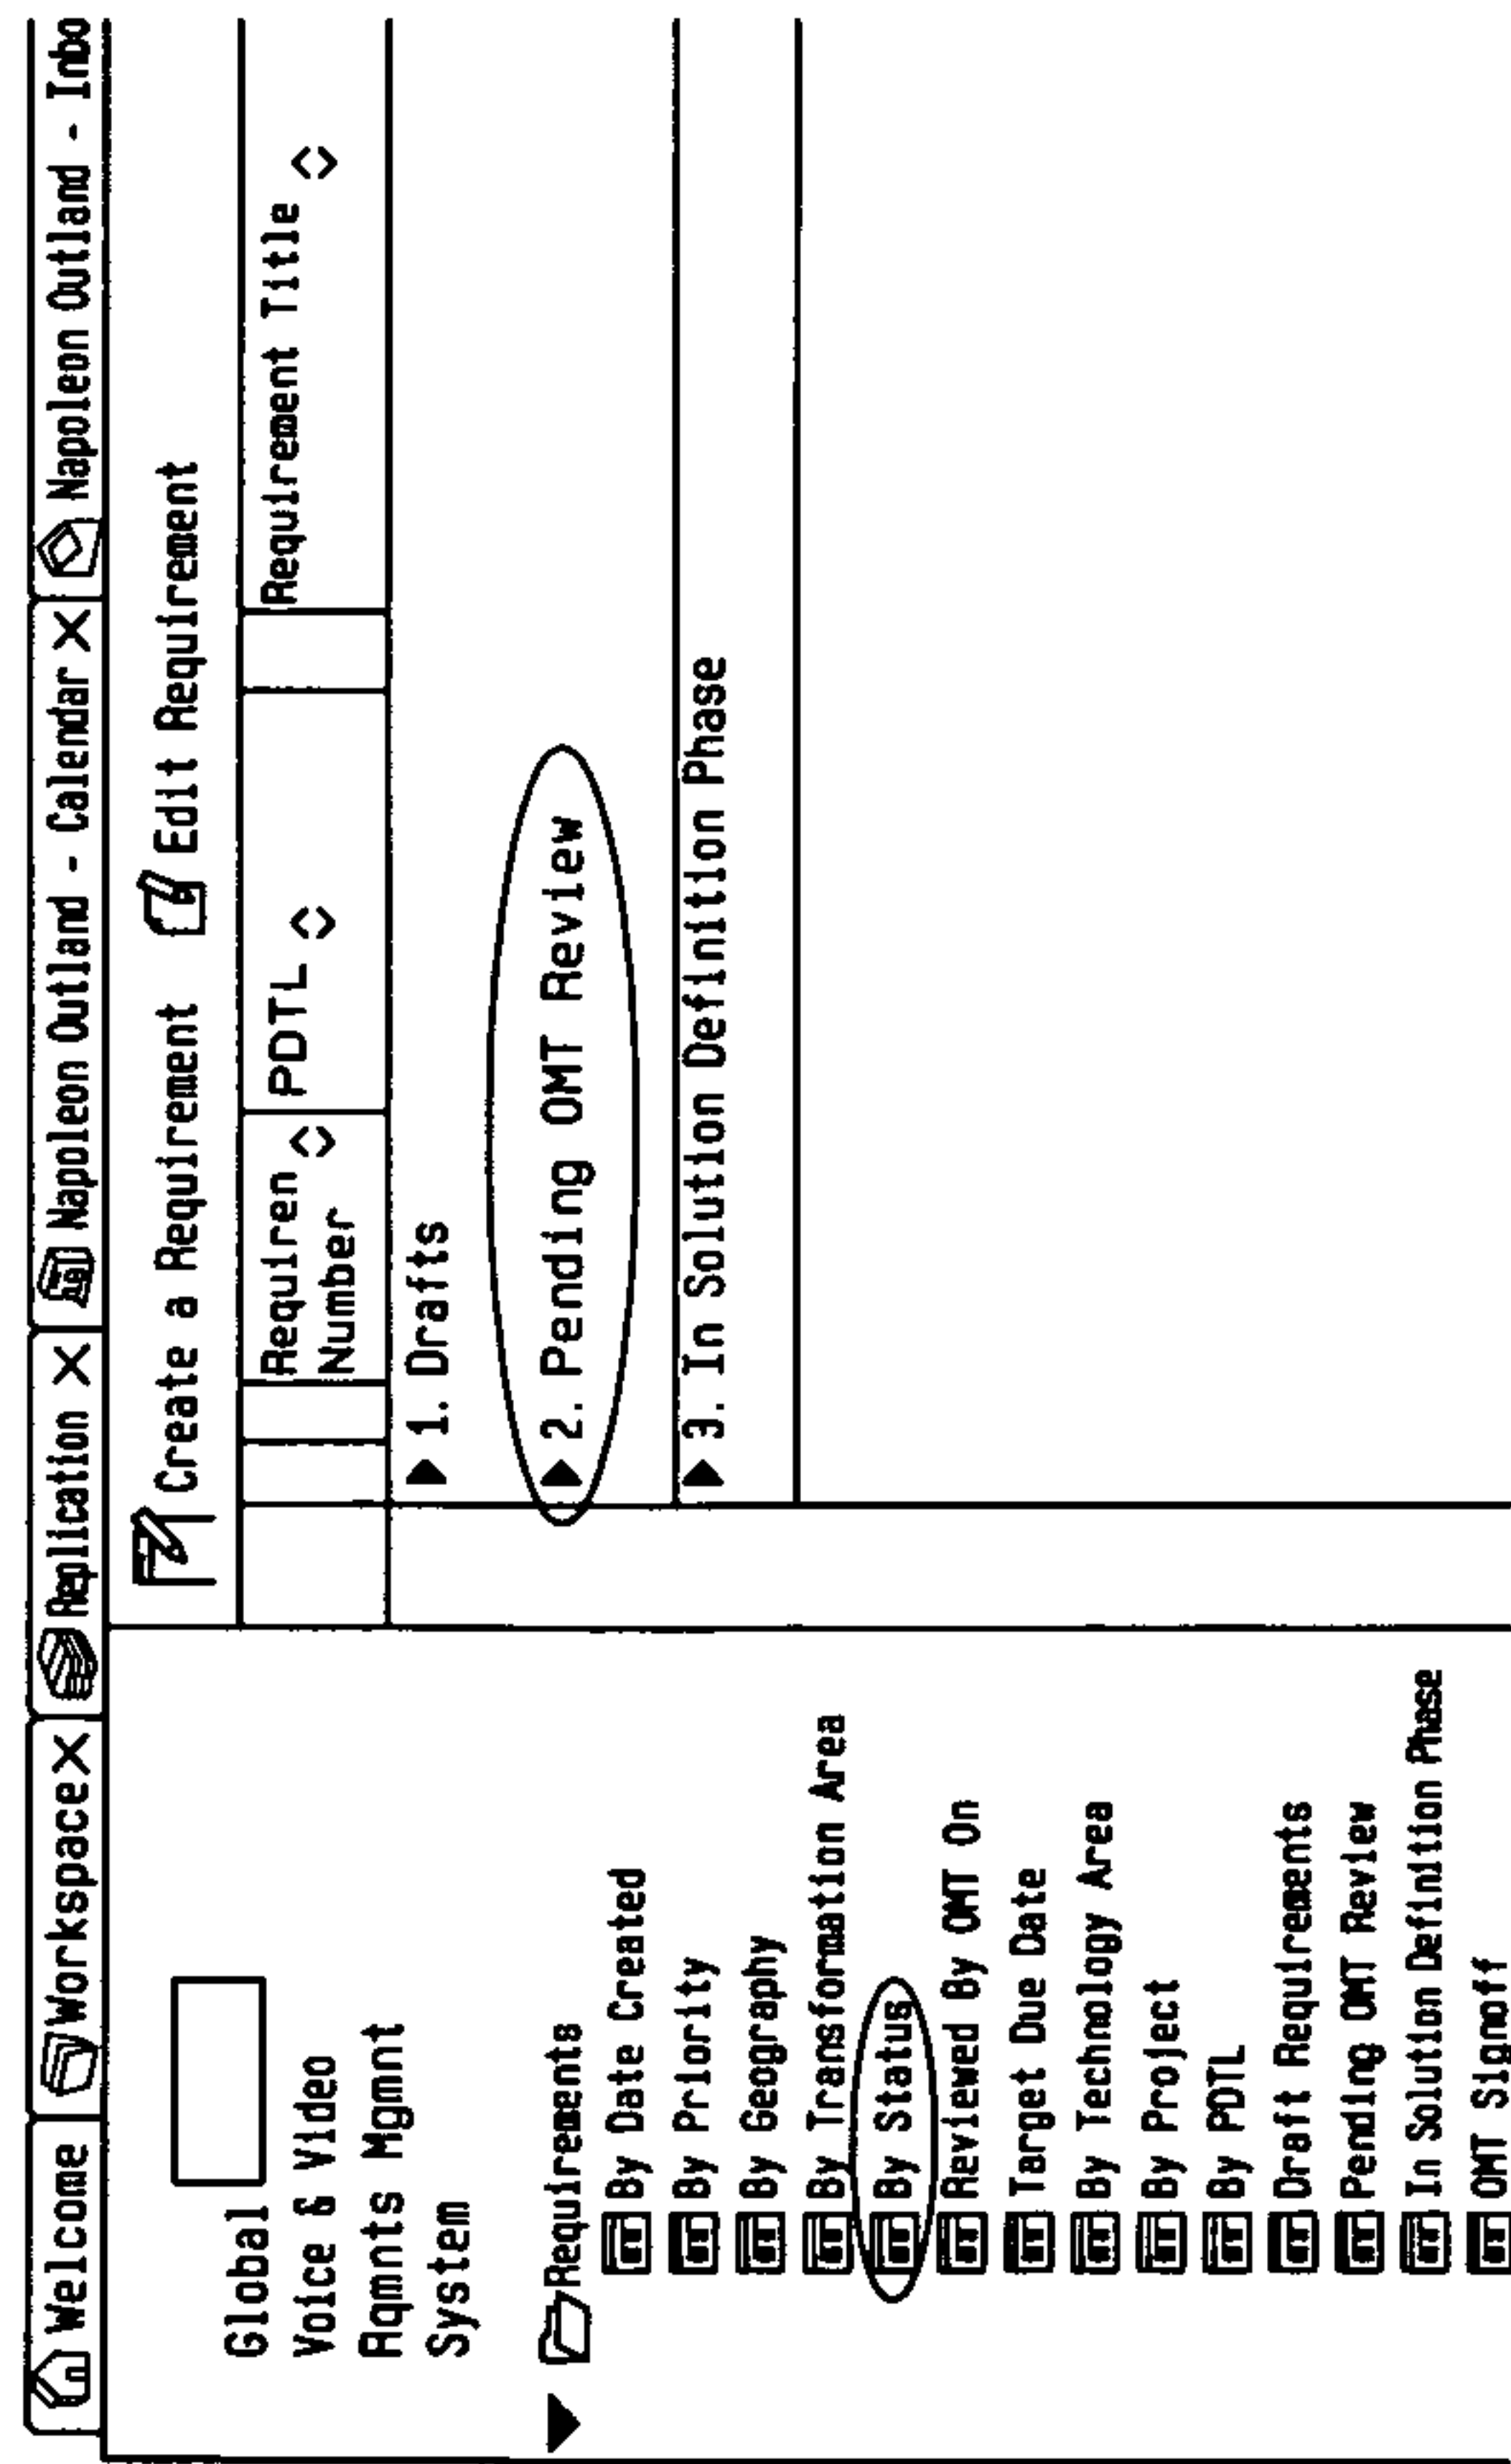 Welcome
Workspace
Replication
Napoleon Outland - Calendar
Napoleon Outland - Inbo
Create a Requirement
Edit Requirement
Global
Voice & Video
Rqmnts Mgmnt
System
Requirements
By Date Created
By Priority
By Geography
By Transformation Area
By Status
Reviewed By OMT On
Target Due Date
By Technology Area
By Project
By PDTL
Draft Requirements
Pending OMT Review
In Solution Definition Phase
OMT Signoff
Requiren
Number
PDTL
Requirement Title
1. Drafts
2. Pending OMT Review
3. In Solution Definition Phase